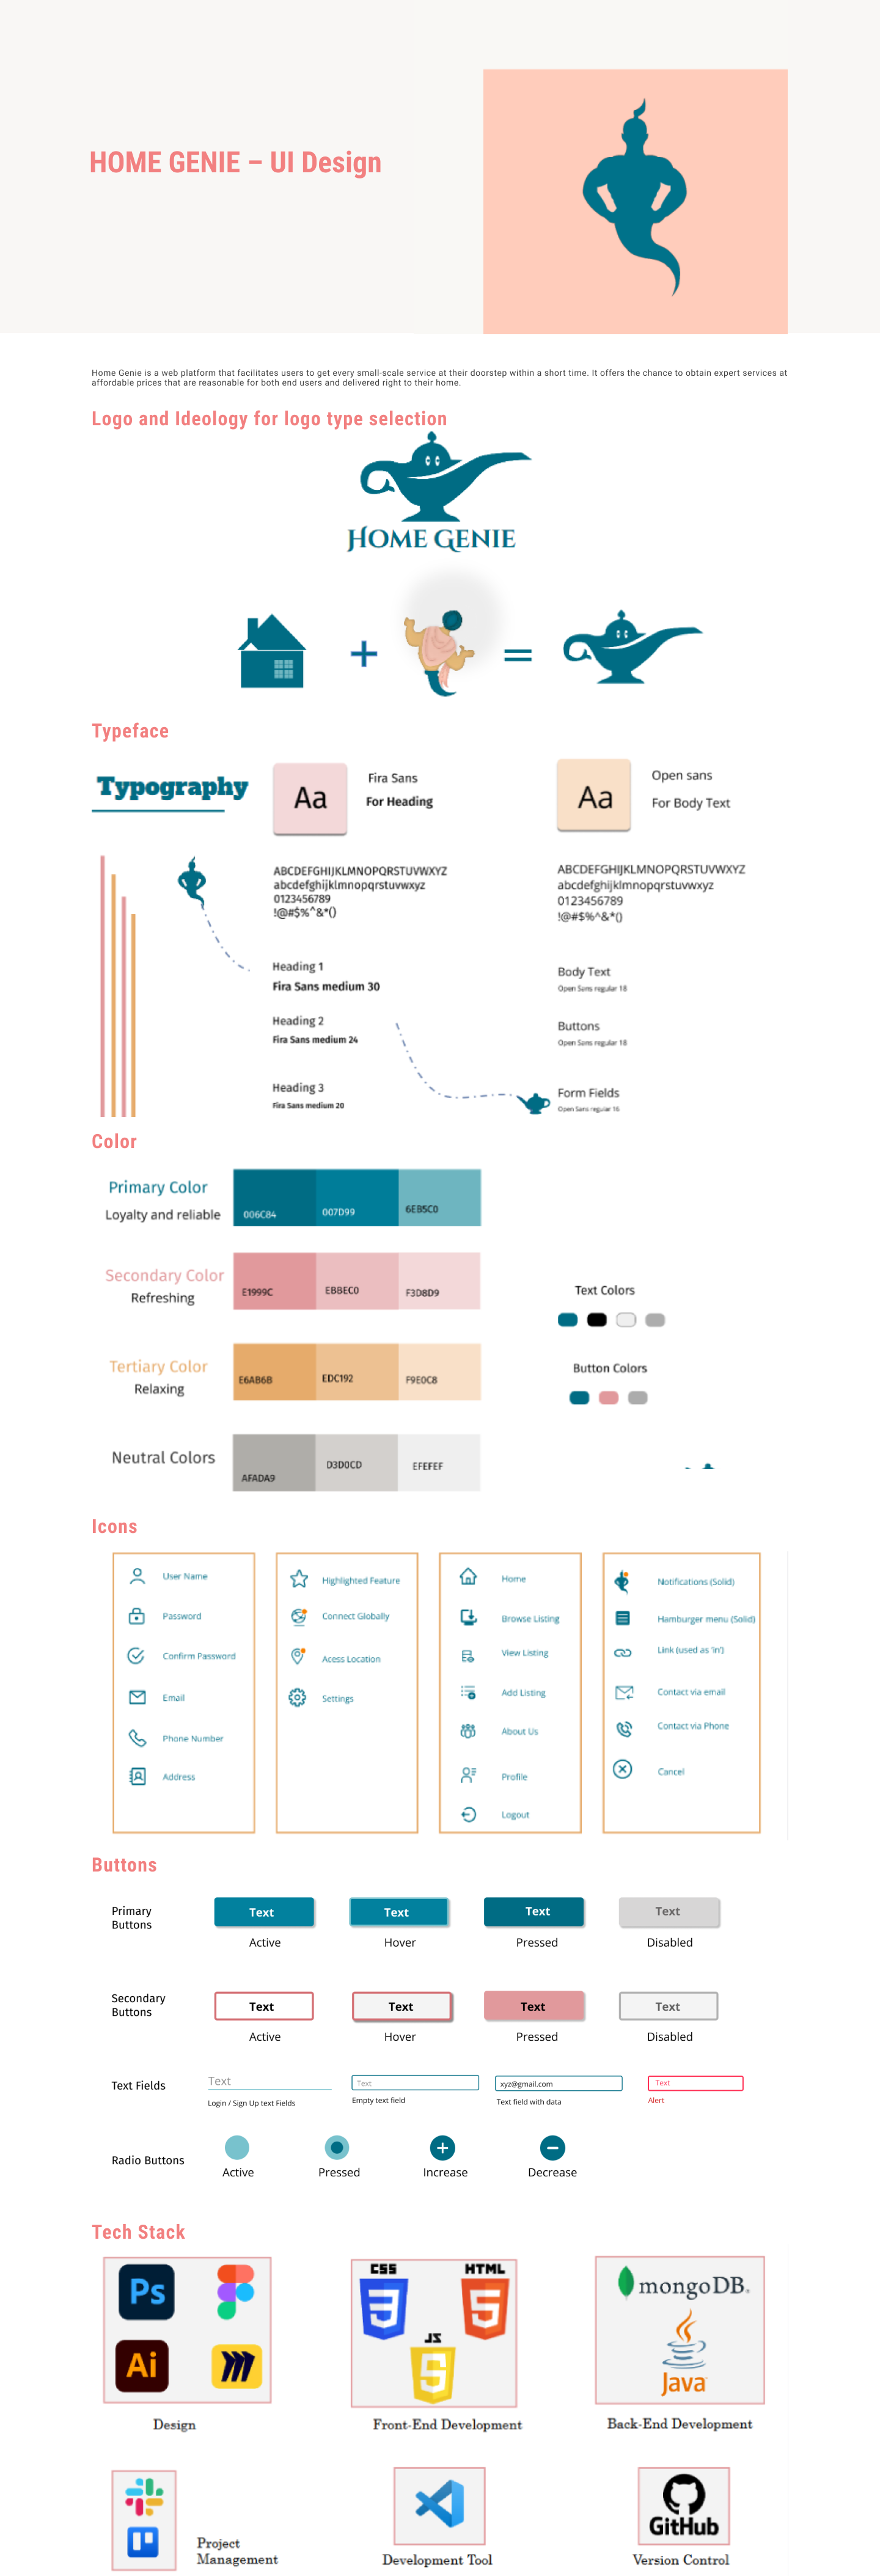 HOME GENIE – UI Design
Home Genie is a web platform that facilitates users to get every small-scale service at their doorstep within a short time. It offers the chance to obtain expert services at
affordable prices that are reasonable for both end users and delivered right to their home.
Logo and Ideology for logo type selection
HOME GENIE
+
=
Typeface
Typography
Aa
Fira Sans
For Heading
Aa
Open sans
For Body Text
ABCDEFGHIJKLMNOPQRSTUVWXYZ
abcdefghijklmnopqrstuvwxyz
0123456789
!@#$%^&*()
ABCDEFGHIJKLMNOPQRSTUVWXYZ
abcdefghijklmnopqrstuvwxyz
0123456789
!@#$%^&*()
Heading 1
Fira Sans medium 30
Heading 2
Fira Sans medium 24
Heading 3
Fira Sans medium 20
Body Text
Open Sans regular 18
Buttons
Open Sans regular 18
Form Fields
Open Sans regular 16
Color
Primary Color
Loyalty and reliable
006C84
007D99
6EB5C0
Secondary Color
Refreshing
E1999C
EBBEC0
F3D8D9
Tertiary Color
Relaxing
E6AB6B
EDC192
F9E0C8
Neutral Colors
AFADA9
D3D0CD
EFEFEF
Text Colors
Button Colors
Icons
User Name
Password
Confirm Password
Email
Phone Number
Address
Highlighted Feature
Connect Globally
Acess Location
Settings
Home
Browse Listing
View Listing
Add Listing
About Us
Profile
Logout
Notifications (Solid)
Hamburger menu (Solid)
Link (used as 'in')
Contact via email
Contact via Phone
Cancel
Buttons
Primary
Buttons
Text
Text
Text
Text
Active
Hover
Pressed
Disabled
Secondary
Buttons
Text
Text
Text
Text
Active
Hover
Pressed
Disabled
Text Fields
Text
Login / Sign Up text Fields
Text
Empty text field
xyz@gmail.com
Text field with data
Text
Alert
Radio Buttons
Active
Pressed
Increase
Decrease
Tech Stack
Ps
Ai
Design
CSS
3
HTML
5
JS
5
Front-End Development
mongoDB.
Java
Back-End Development
Project
Management
Development Tool
GitHub
Version Control